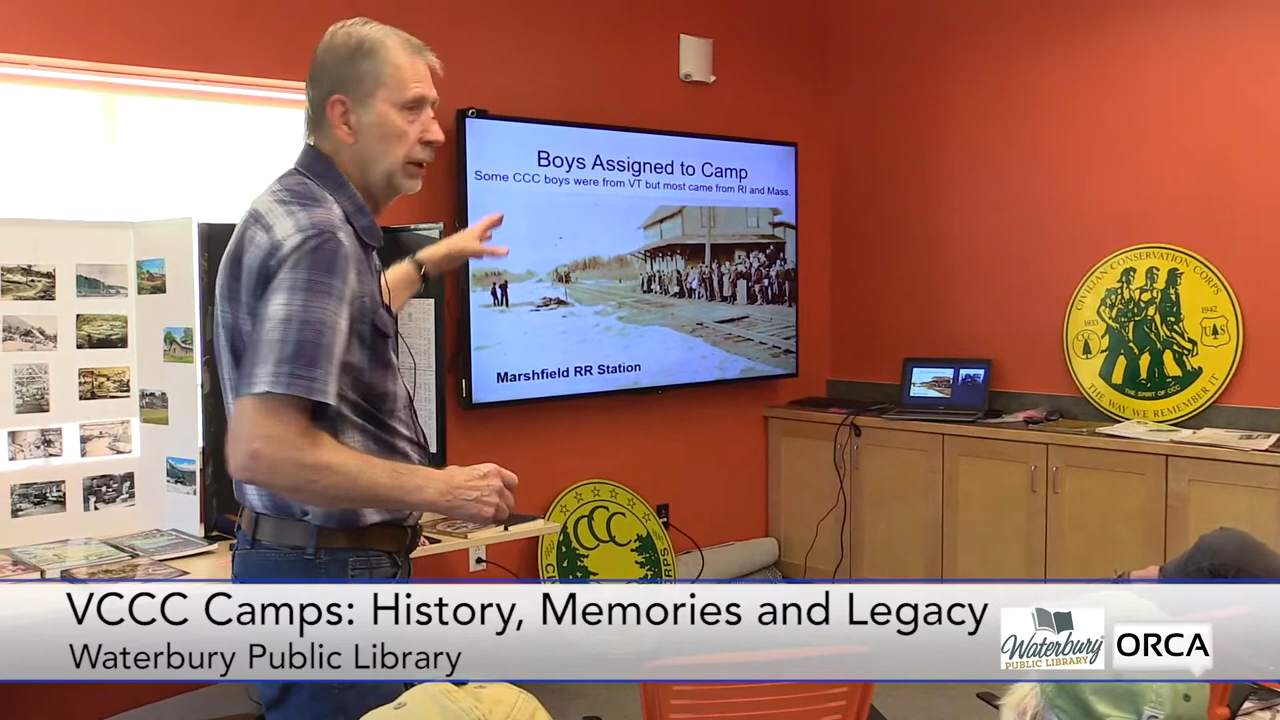 Boys Assigned to Camp
Some CCC boys were from VT but most came from RI and Mass.
Marshfield RR Station
CIVILIAN CONSERVATION CORPS
1933
1942
CCC
U S
THE SPIRIT OF CCC
THE WAY WE REMEMBER IT
CCC
CORPS
VCCC Camps: History, Memories and Legacy
Waterbury Public Library
Waterbury
PUBLIC LIBRARY
ORCA